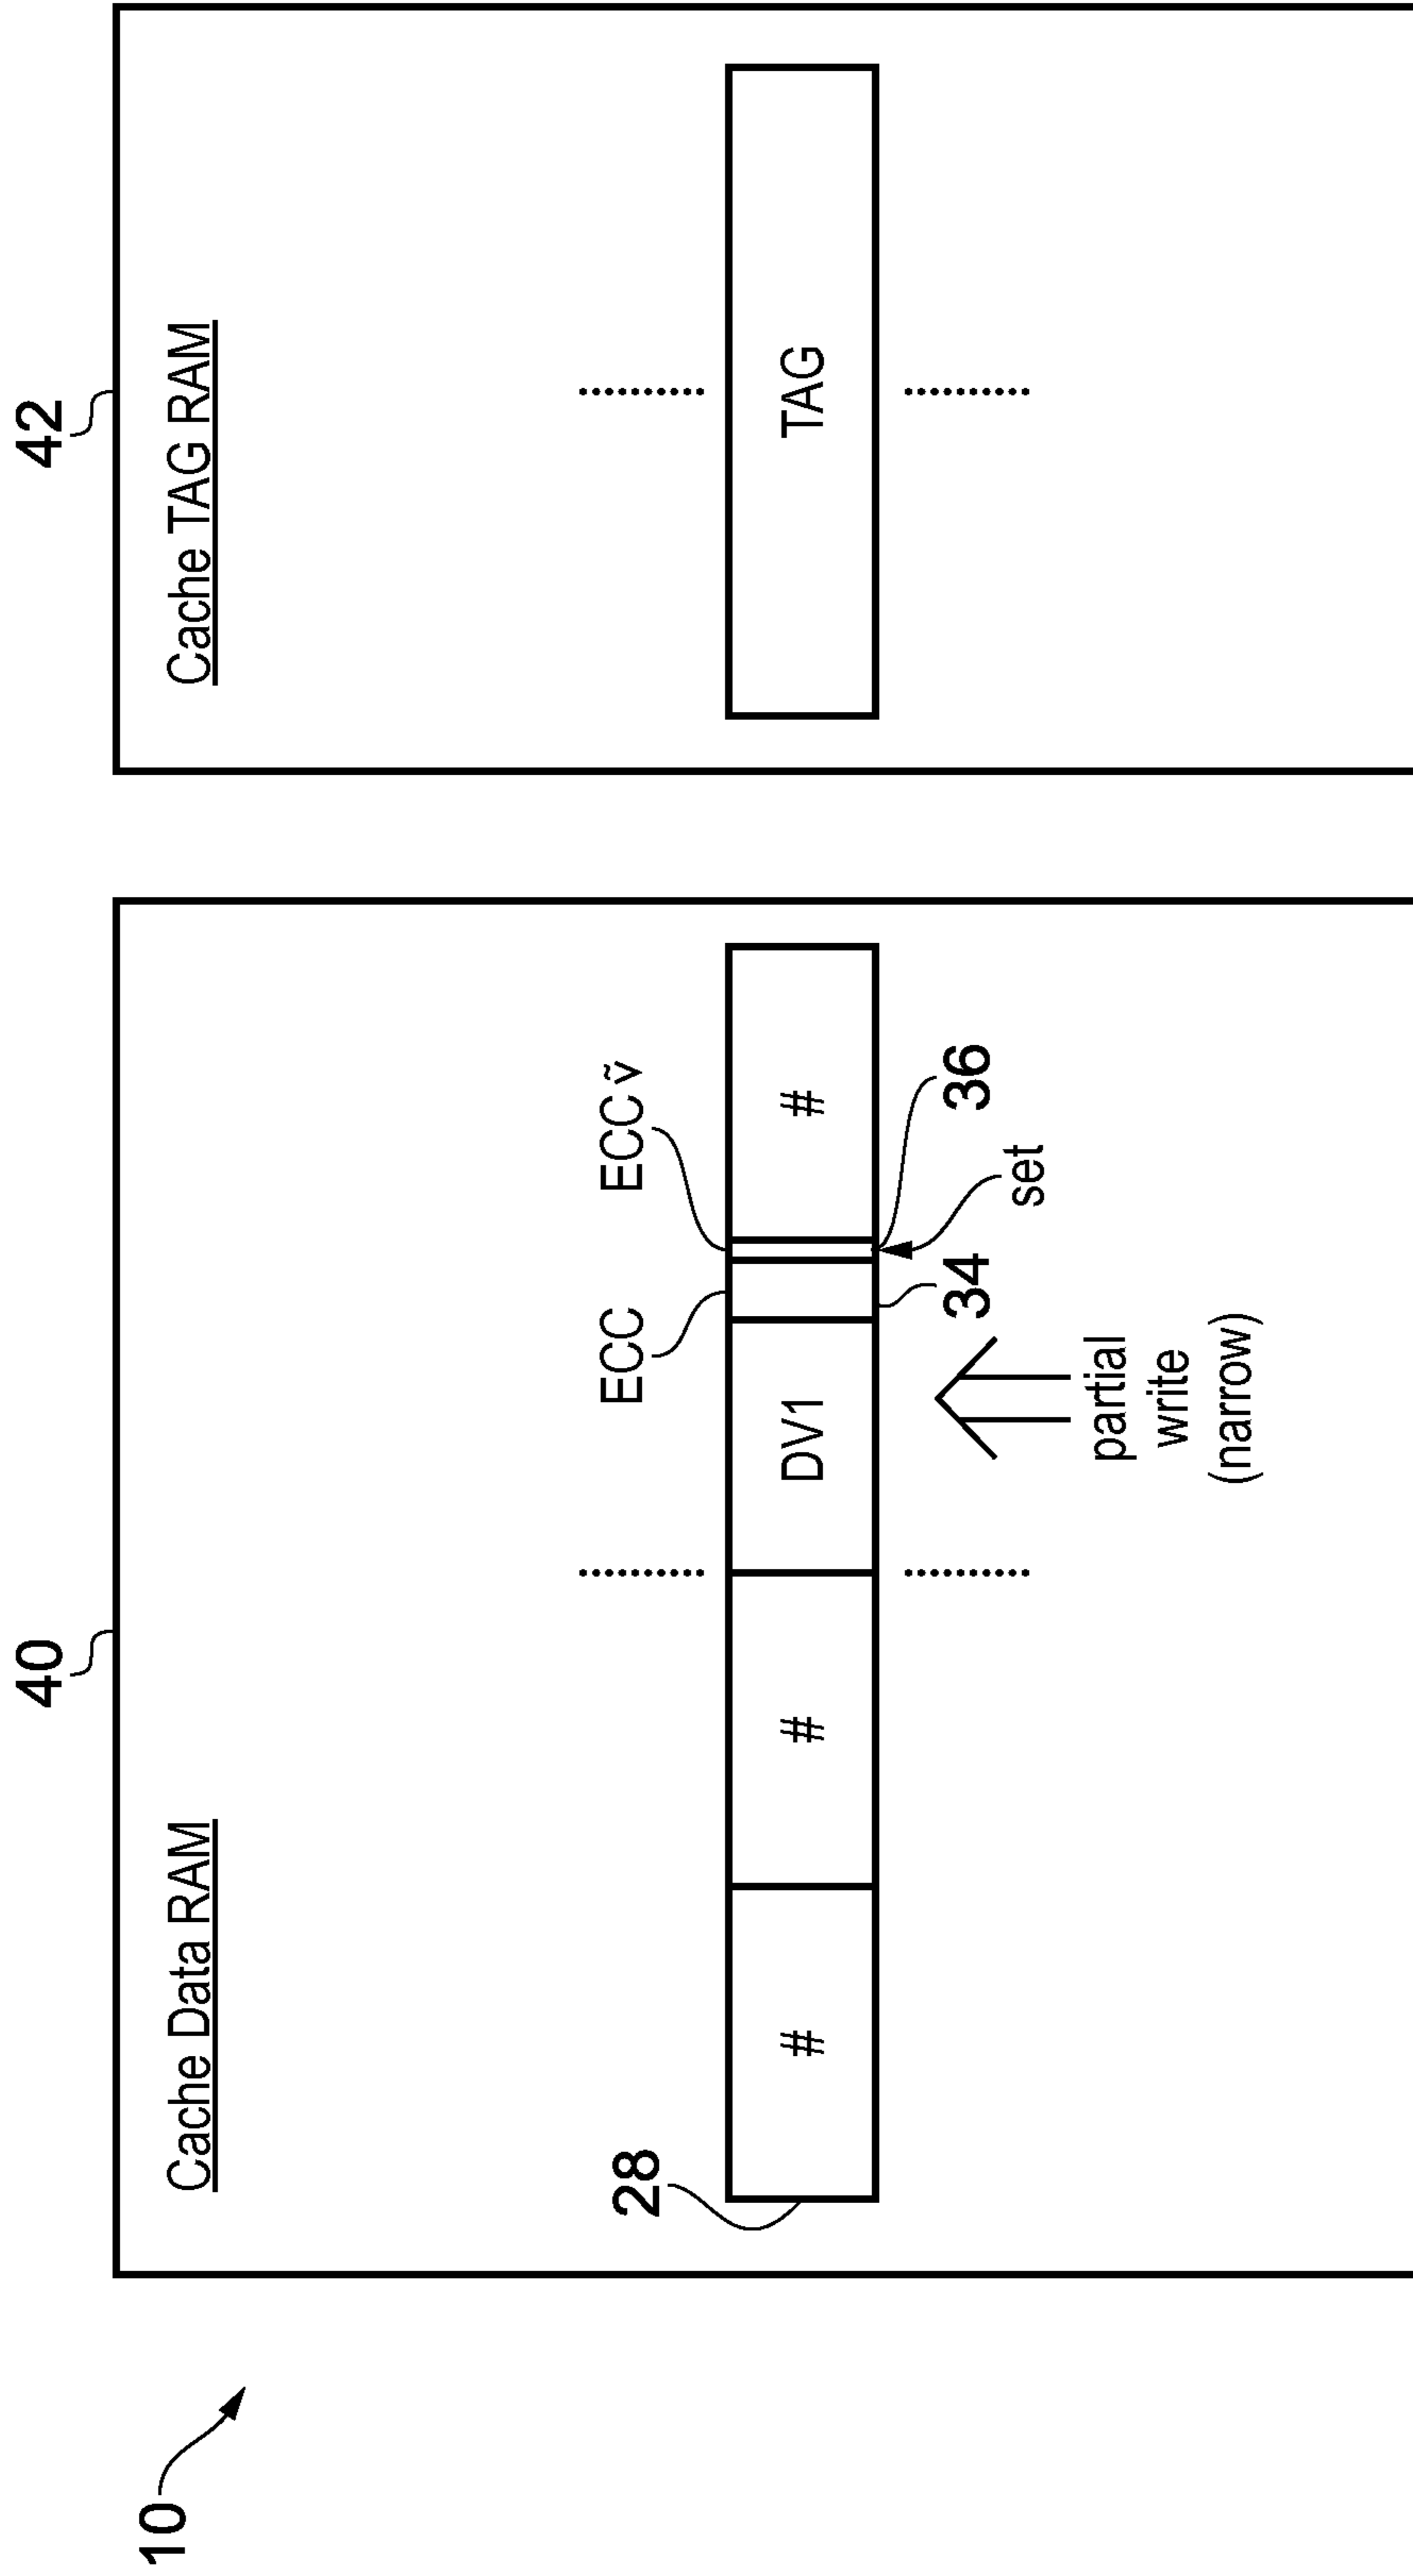 10
40
42
Cache Data RAM
Cache TAG RAM
28
ECC
ECC ṽ
#
#
DV1
#
TAG
34
36
set
partial
write
(narrow)